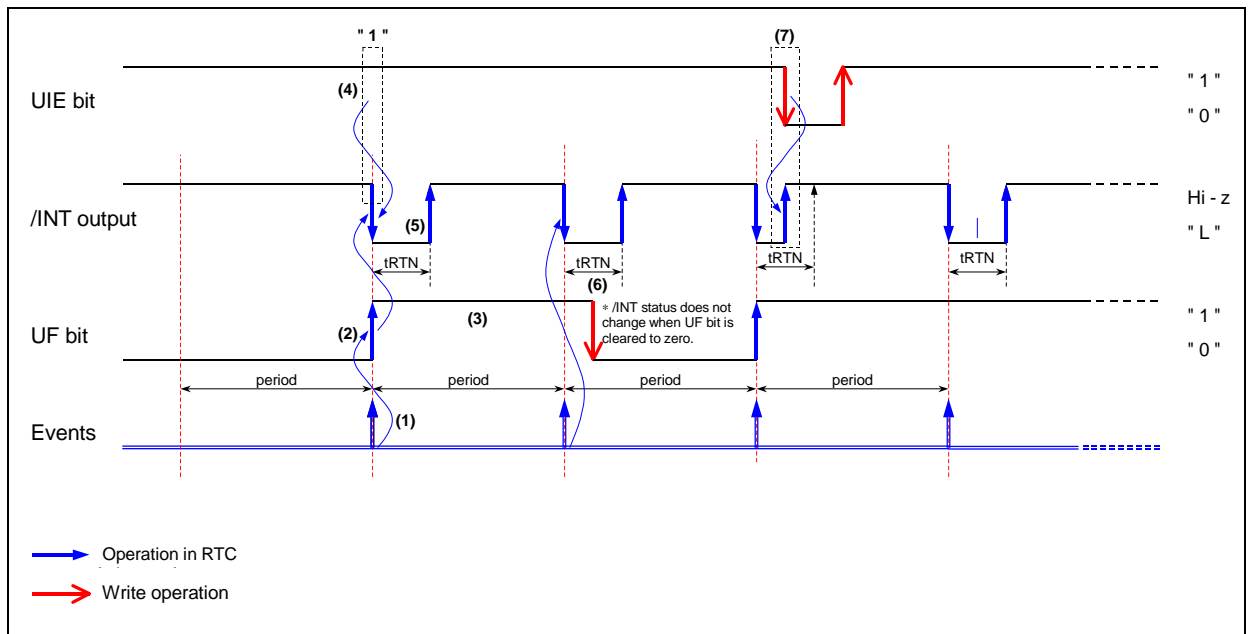 " 1 "
(7)
(4)
UIE bit
" 1 "
" 0 "
/INT output
Hi - z
" L "
(5)
tRTN
tRTN
tRTN
tRTN
(6)
* /INT status does not
change when UF bit is
cleared to zero.
(2)
(3)
UF bit
" 1 "
" 0 "
period
period
period
period
(1)
Events
Operation in RTC
Write operation